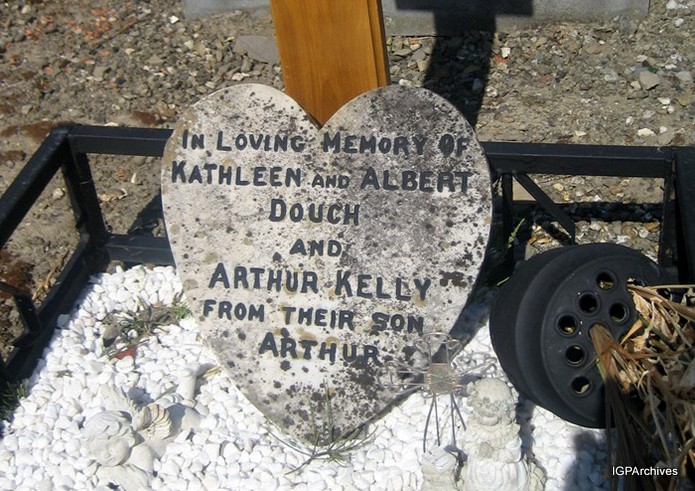 IN LOVING MEMORY OF
KATHLEEN AND ALBERT
DOUCH
AND
ARTHUR KELLY
FROM THEIR SON
ARTHUR
IGPArchives